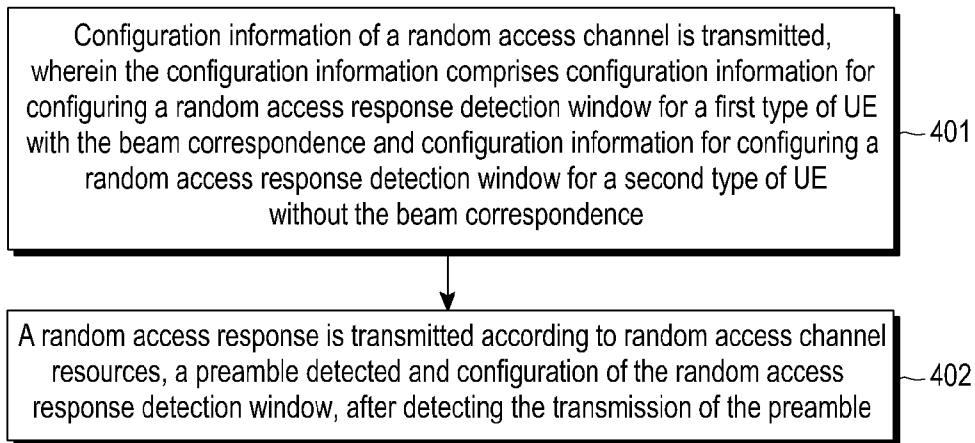 Configuration information of a random access channel is transmitted,
wherein the configuration information comprises configuration information for
configuring a random access response detection window for a first type of UE
with the beam correspondence and configuration information for configuring a
random access response detection window for a second type of UE
without the beam correspondence
401
A random access response is transmitted according to random access channel
resources, a preamble detected and configuration of the random access
response detection window, after detecting the transmission of the preamble
402